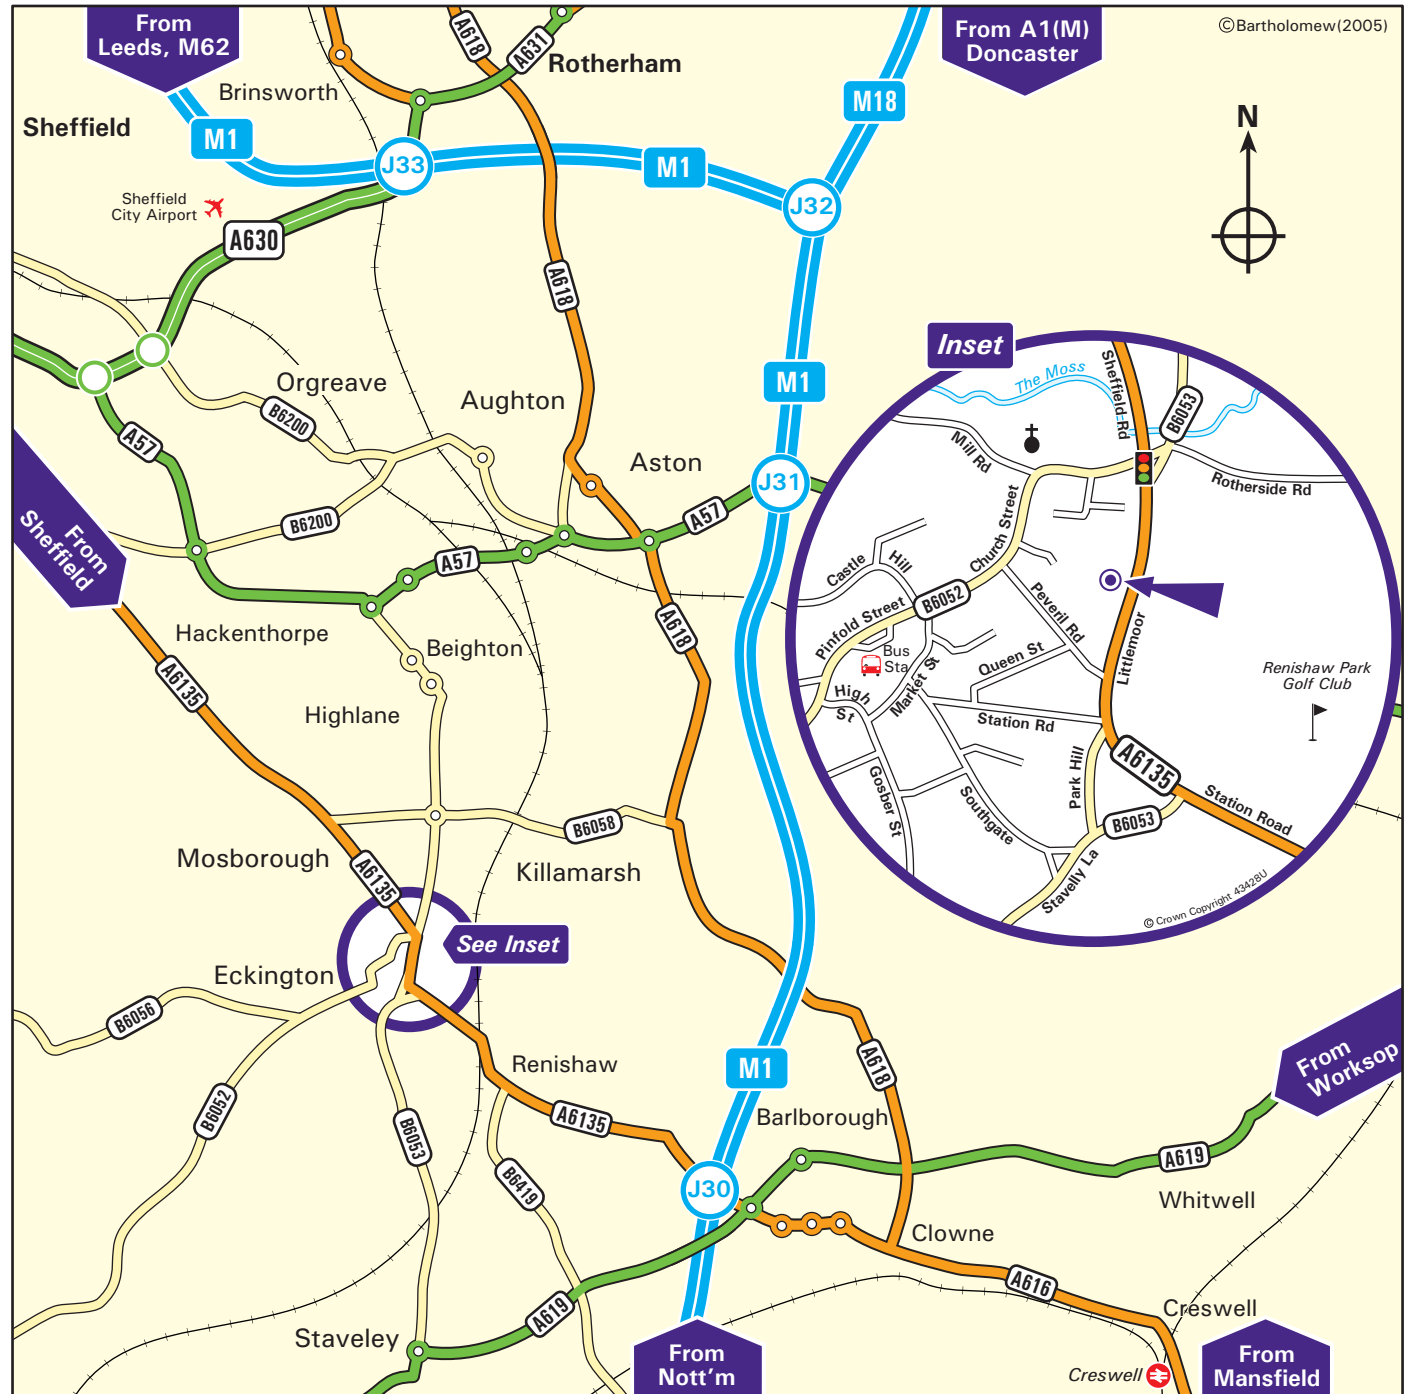 From
Leeds, M62
A618
A631
Rotherham
From A1(M)
Doncaster
©Bartholomew(2005)
Brinsworth
M18
Sheffield
M1
J33
M1
N
Sheffield
City Airport
J32
A630
A618
Inset
M1
Orgreave
Aughton
B6200
A57
Aston
J31
A57
B6200
A57
From
Sheffield
Hackenthorpe
Beighton
A618
A6135
Highlane
B6058
Mosborough
A6135
Killamarsh
See Inset
Eckington
B6056
Renishaw
M1
A618
From
Worksop
B6052
B6053
A6135
Barlborough
B6419
J30
A619
Whitwell
Clowne
A616
A619
Creswell
Staveley
From
Nott'm
Creswell
From
Mansfield
The Moss
Sheffield Rd
B6053
Mill Rd
Rotherside Rd
Church Street
Castle
Hill
B6052
Peveril Rd
Pinfold Street
Bus
Sta
Queen St
Littlemoor
Market St
High
St
Station Rd
Renishaw Park
Golf Club
A6135
Park Hill
Gosber St
Southgate
B6053
Station Road
Stavelly La
© Crown Copyright 43428U